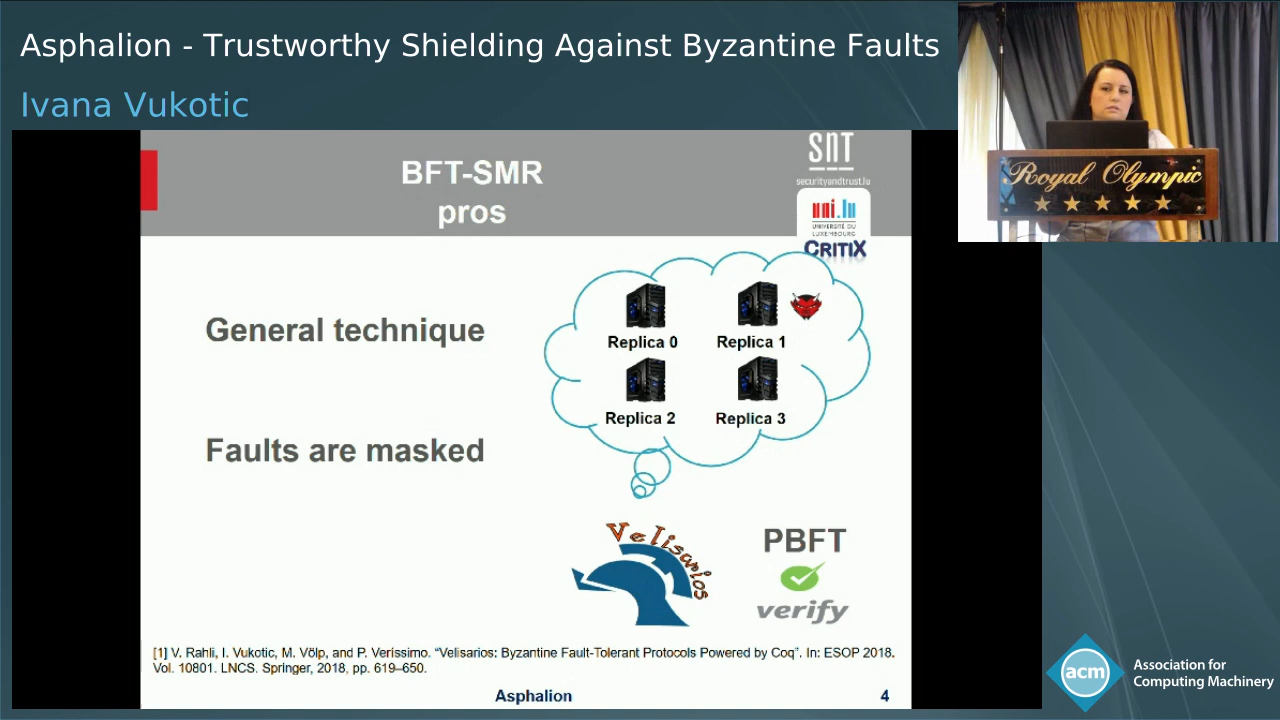 Asphalion - Trustworthy Shielding Against Byzantine Faults
Ivana Vukotic
BFT-SMR
pros
SNT
securityandtrust.lu
uni.lu
UNIVERSITÉ DU
LUXEMBOURG
CRITIX
Royal Olympic
General technique
Replica 0
Replica 1
Replica 2
Replica 3
Faults are masked
Velisarios
PBFT
verify
[1] V. Rahli, I. Vukotic, M. Völp, and P. Veríssimo. “Velisarios: Byzantine Fault-Tolerant Protocols Powered by Coq”. In: ESOP 2018.
Vol. 10801. LNCS. Springer, 2018, pp. 619–650.
Asphalion
4
acm
Association for
Computing Machinery